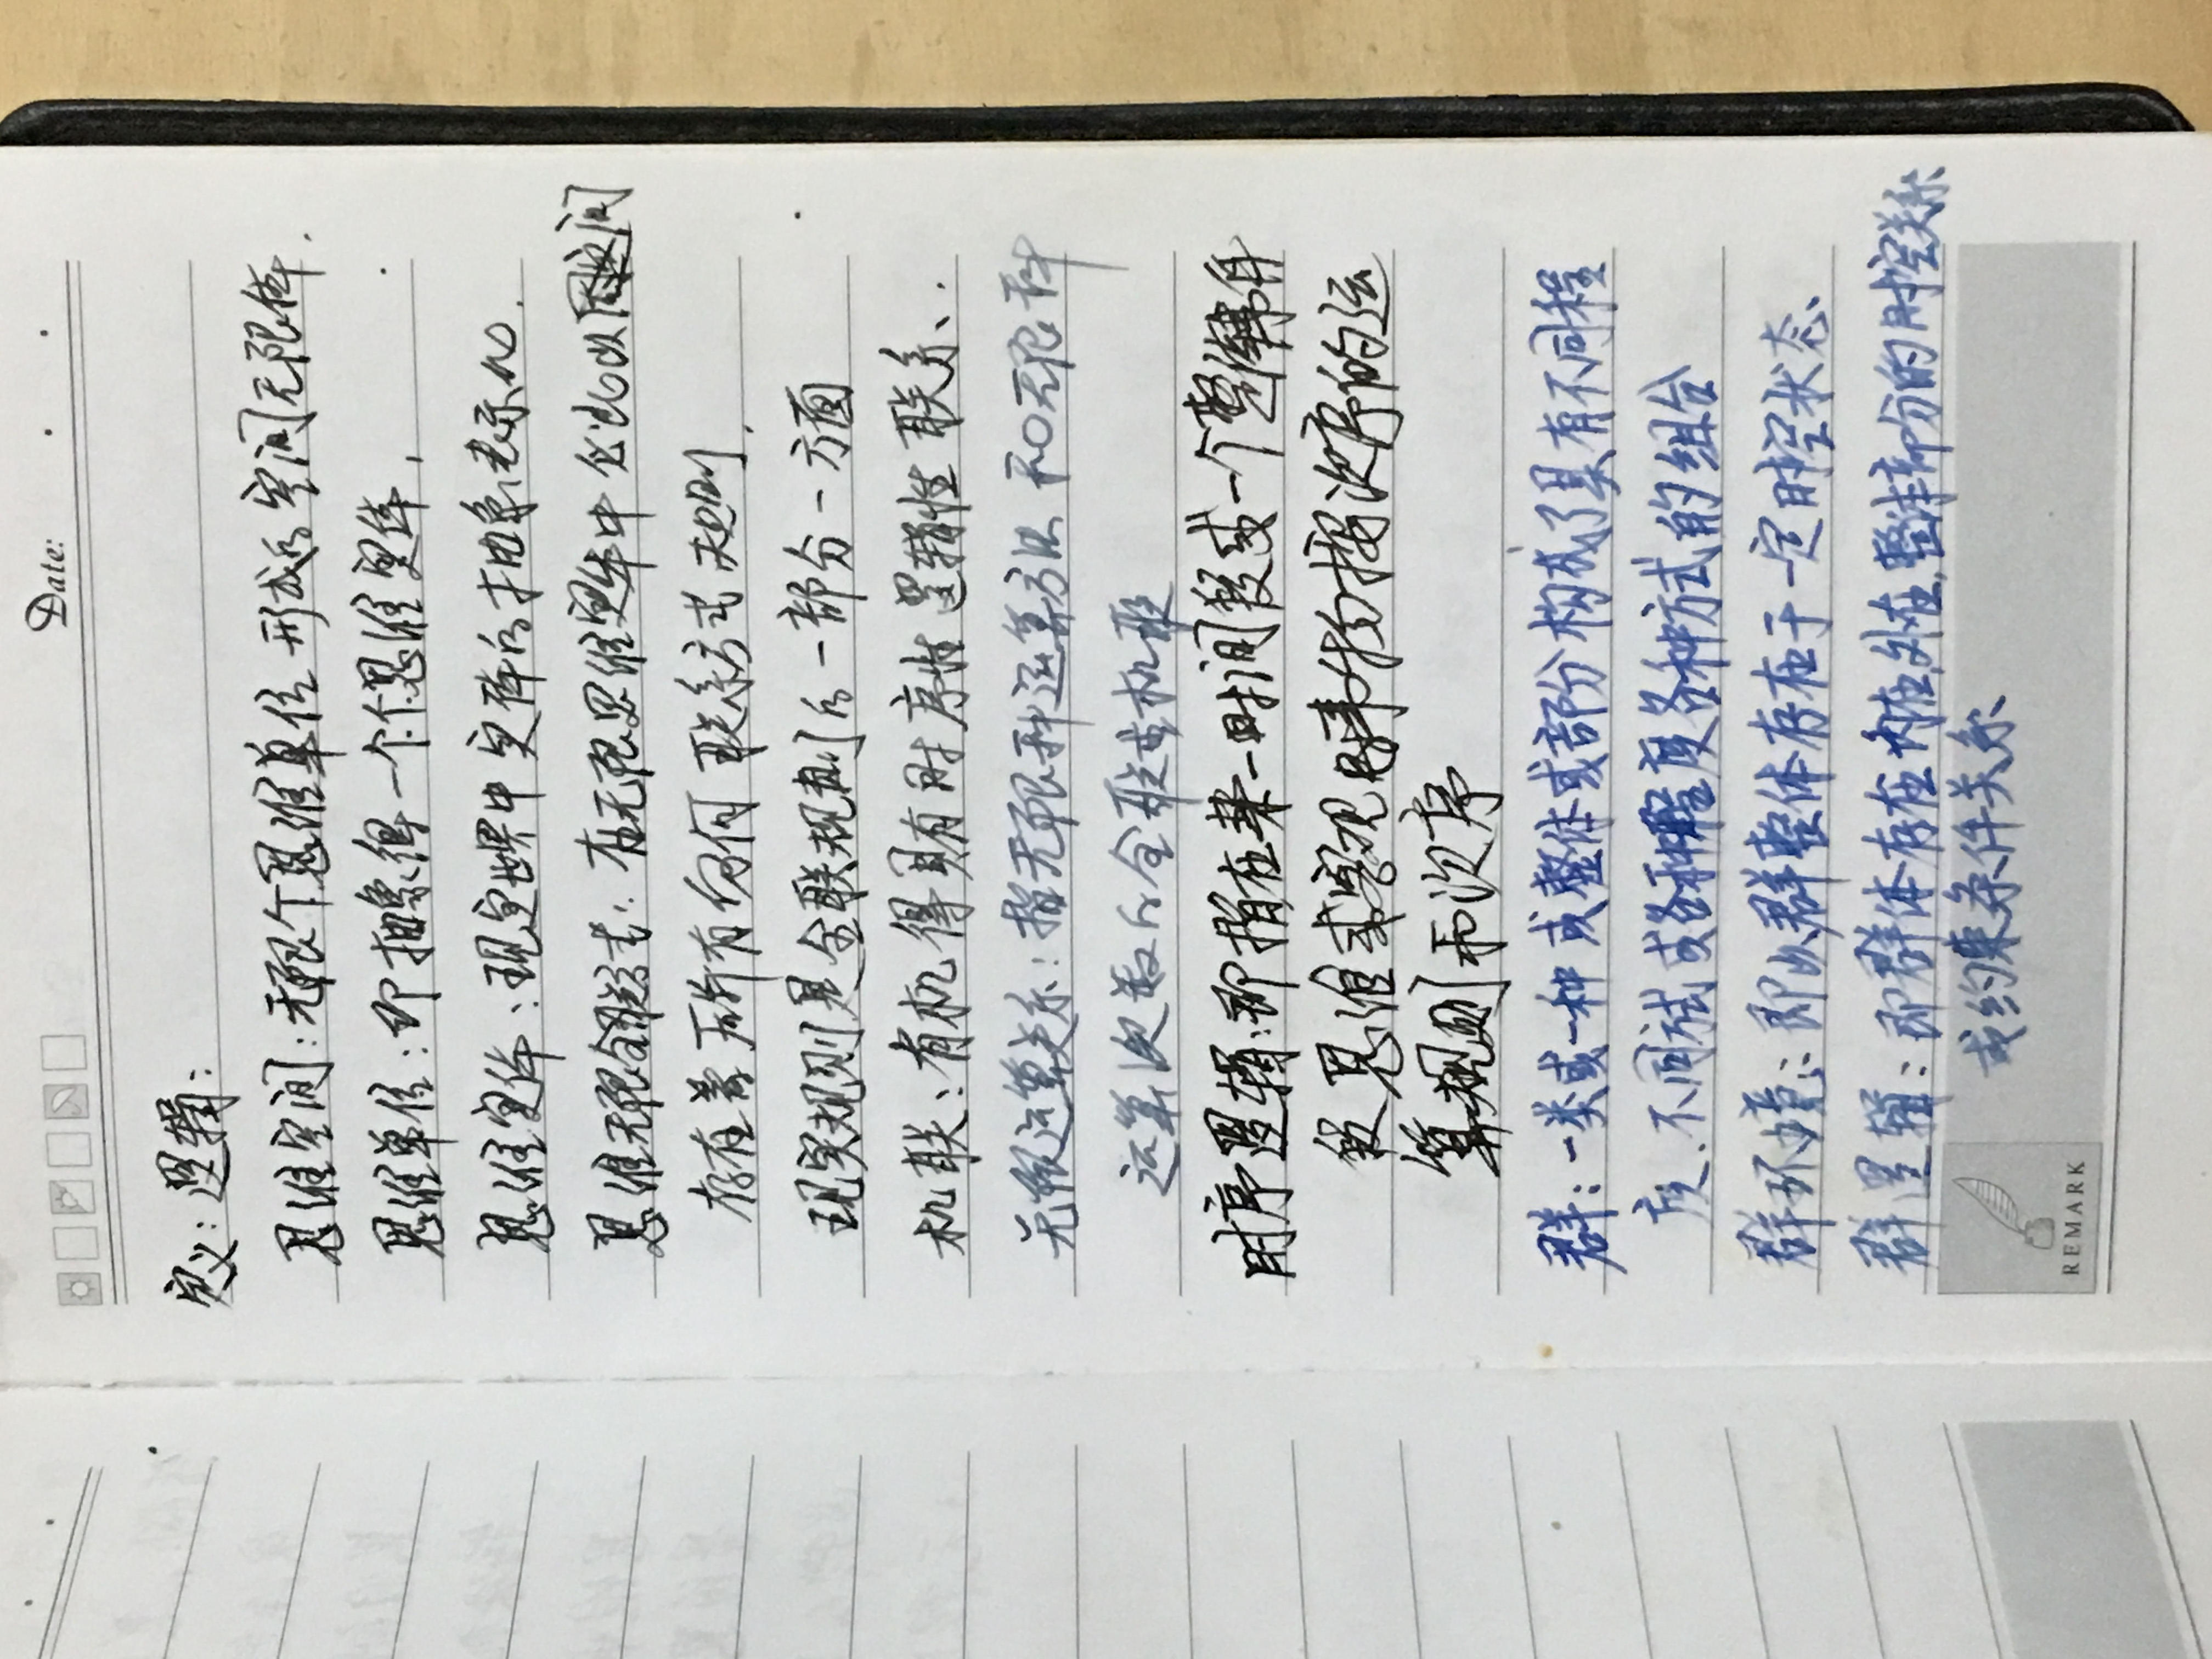 Date:
定义：逻辑：
思维空间：无限个思维单位形成的空间无限体.
思维单位：即抽象得一个个思维实体,
思维实体：现实世界中实体的抽象表示化.
思维无限全联方式：在无限思维实体中彼此以因之间
存在着所有任何联系方式规则.
现实规则是全联规则的一部分一方面
机联：有机得具有时序性逻辑性联系.
无限运算关系：指无限种运算方法和无限种
运算次数的全联或机联
时序逻辑：即指在某一时间段或一个整体
段思维或客观事物按次序的运
算规则和次序
群：一类或一种或整体或部分构成了具有不同程
度、不同方式或各种程度各种方式的组合
群环境：即以群整体存在于一定时空状态
群逻辑：即群体存在内在,外在,整体部分的时空关系
或约束条件关系
REMARK